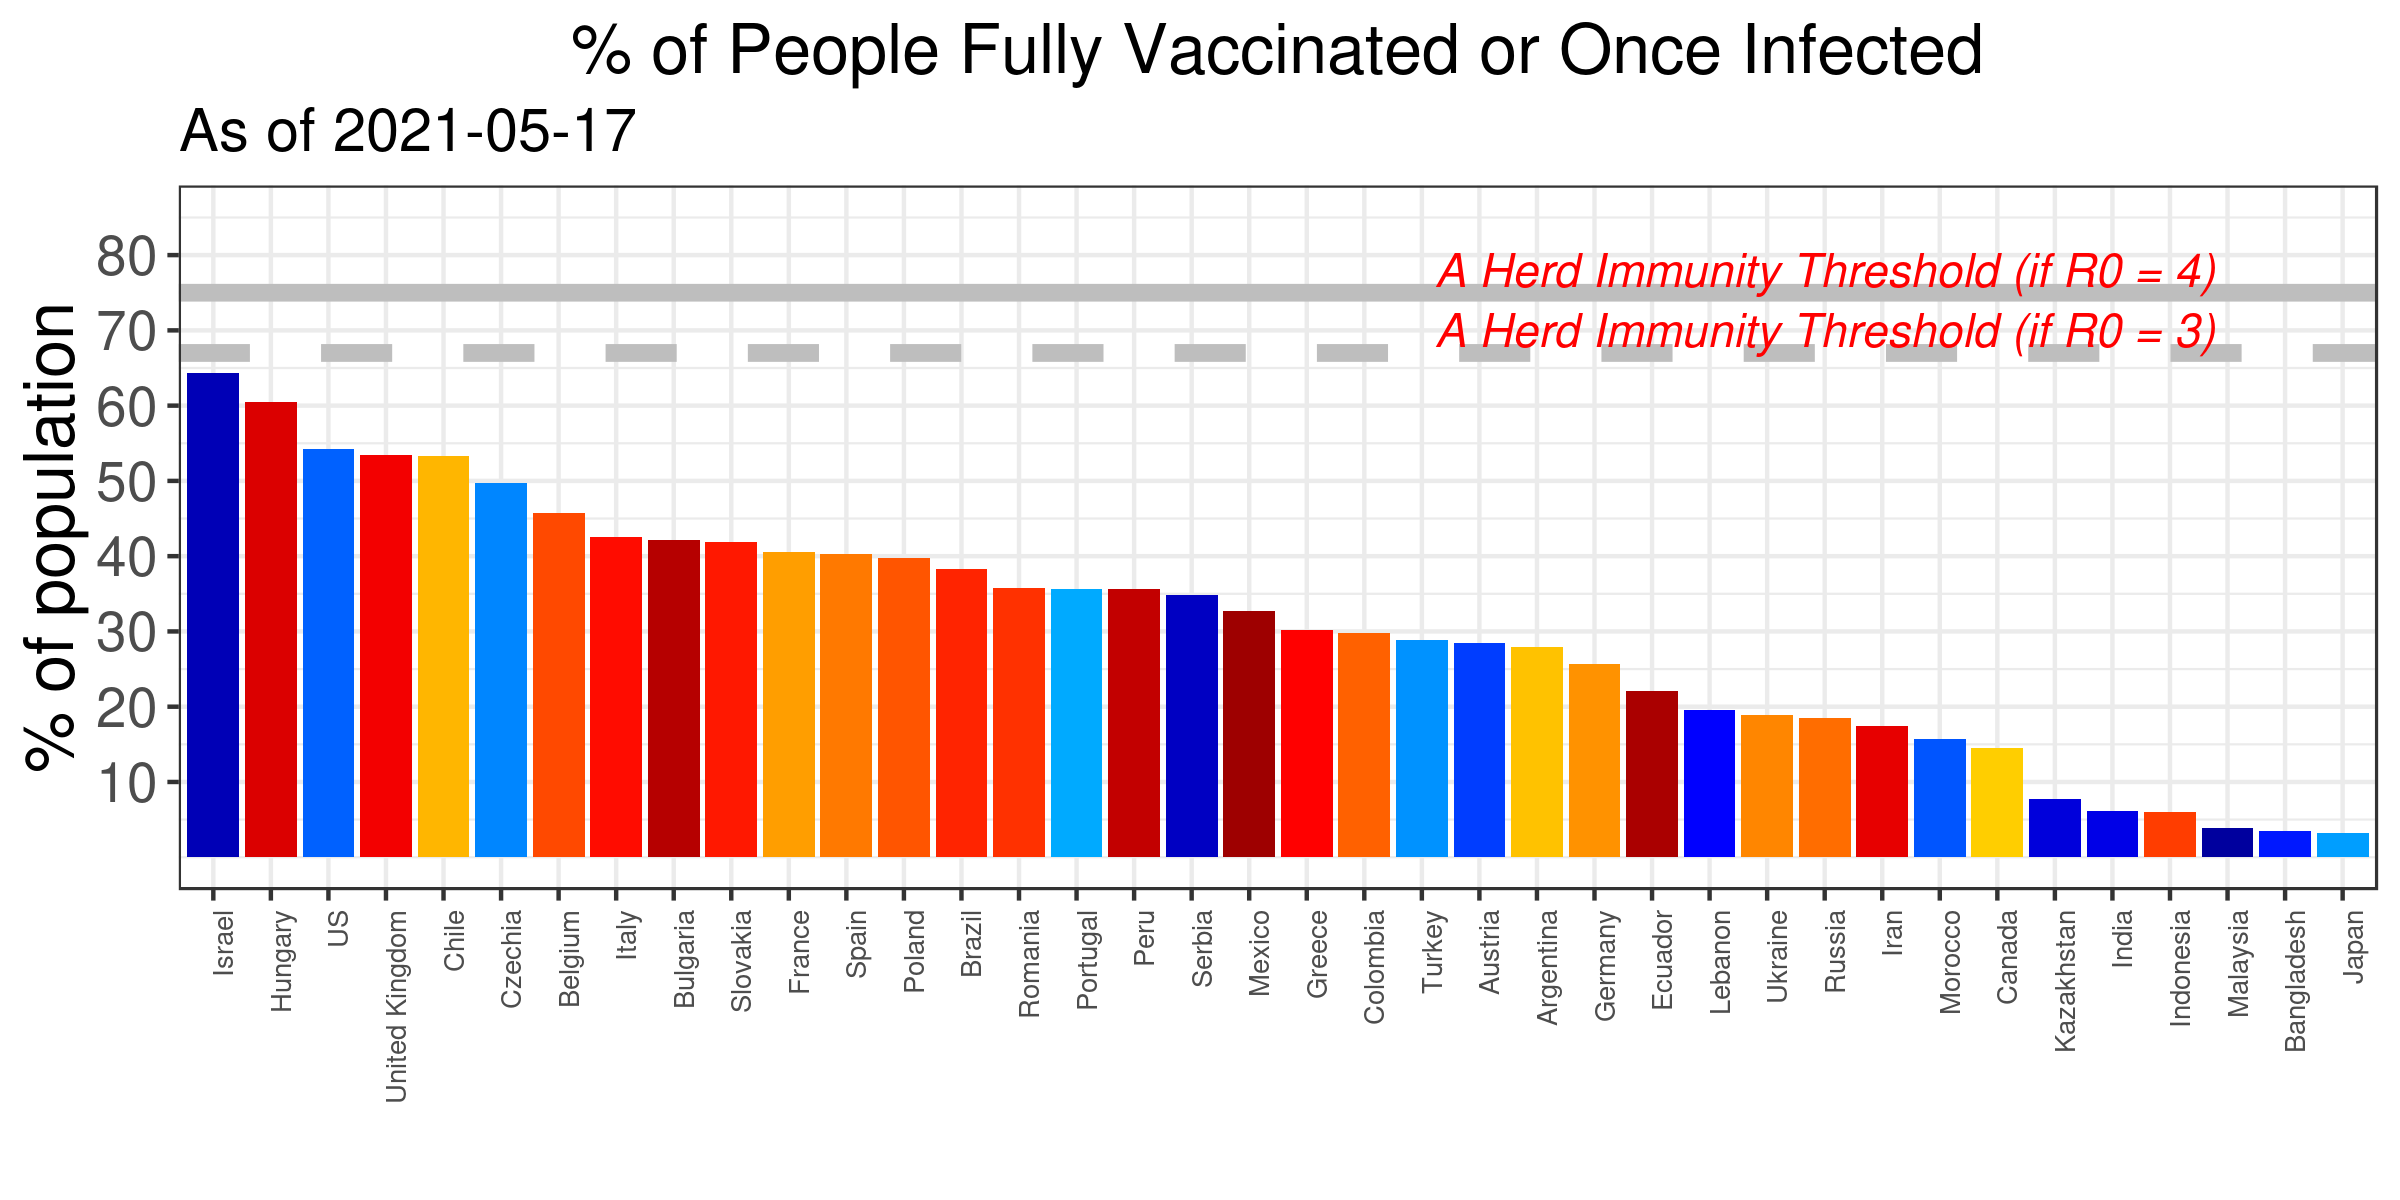 % of People Fully Vaccinated or Once Infected
As of 2021-05-17
% of population
80
70
60
50
40
30
20
10
A Herd Immunity Threshold (if R0 = 4)
A Herd Immunity Threshold (if R0 = 3)
Israel
Hungary
US
United Kingdom
Chile
Czechia
Belgium
Italy
Bulgaria
Slovakia
France
Spain
Poland
Brazil
Romania
Portugal
Peru
Serbia
Mexico
Greece
Colombia
Turkey
Austria
Argentina
Germany
Ecuador
Lebanon
Ukraine
Russia
Iran
Morocco
Canada
Kazakhstan
India
Indonesia
Malaysia
Bangladesh
Japan